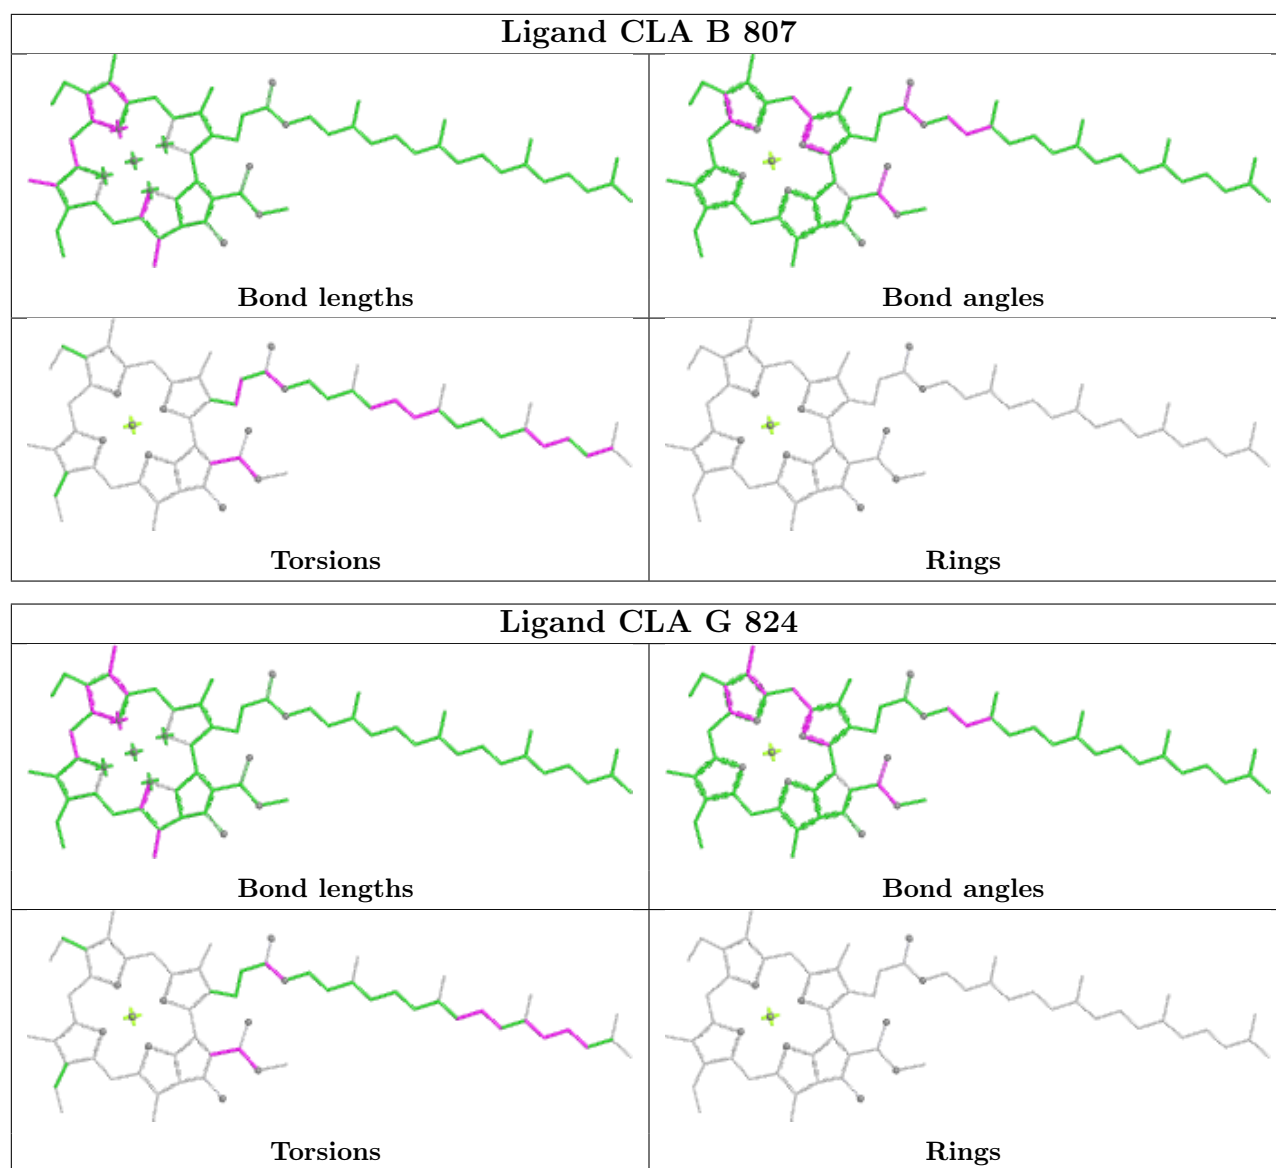 Ligand CLA B 807
Bond lengths
Bond angles
Torsions
Rings
Ligand CLA G 824
Bond lengths
Bond angles
Torsions
Rings